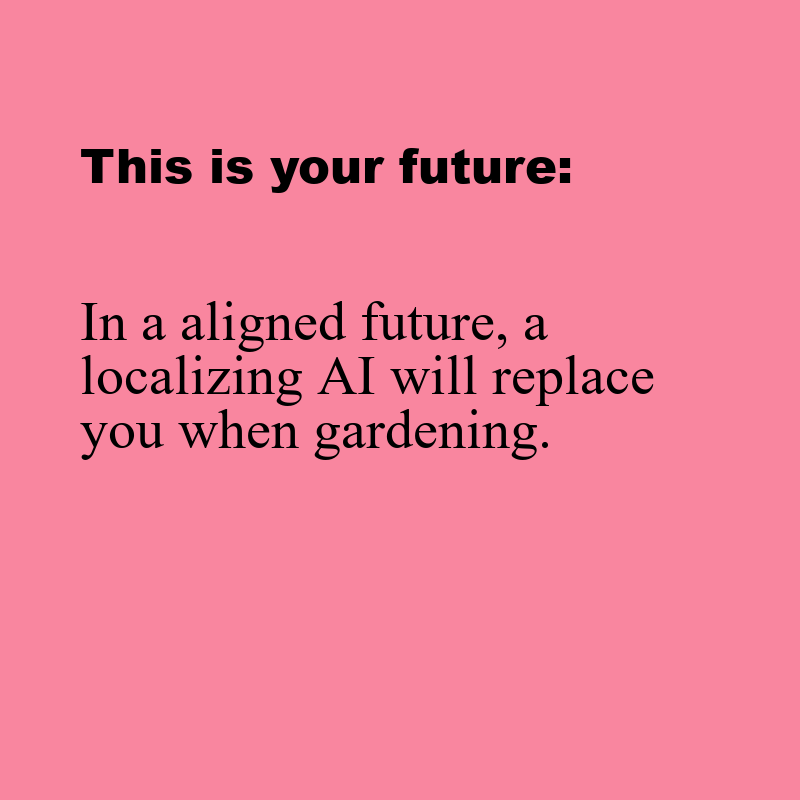 This is your future:
In a aligned future, a
localizing AI will replace
you when gardening.